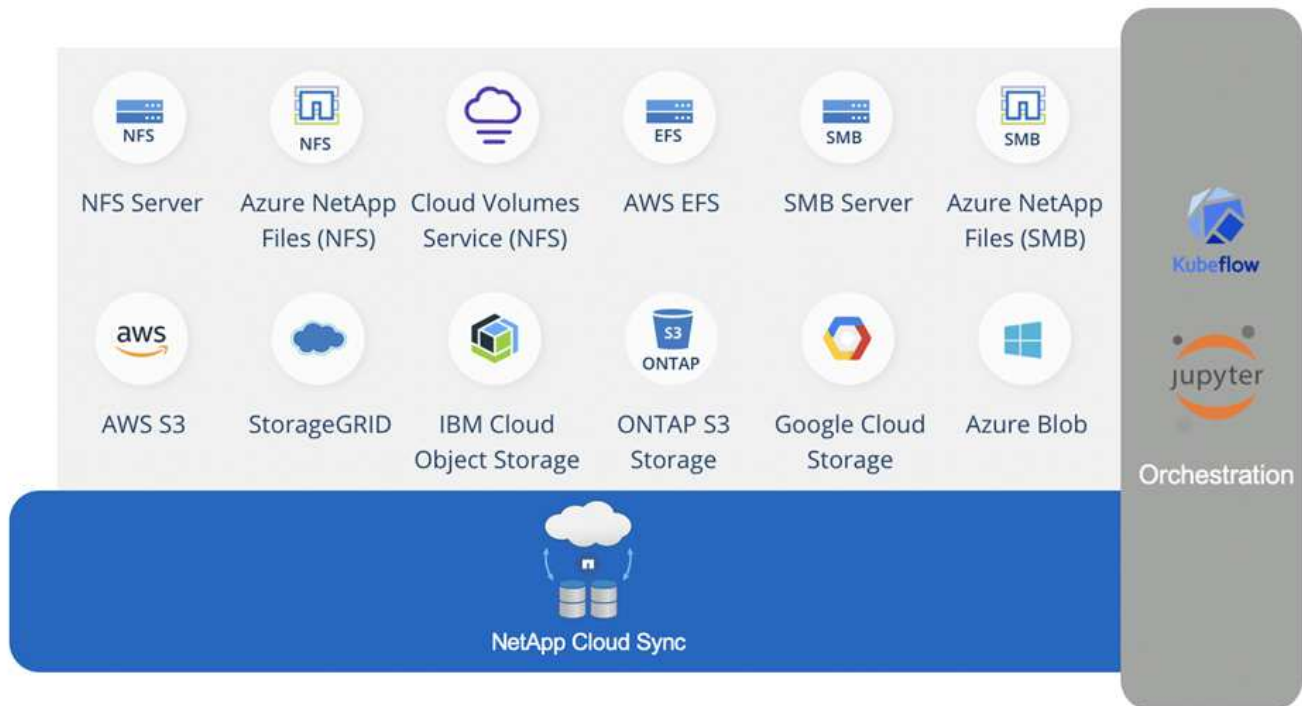 NFS
NFS
EFS
SMB
SMB
NFS Server
Azure NetApp
Files (NFS)
Cloud Volumes
Service (NFS)
AWS EFS
SMB Server
Azure NetApp
Files (SMB)
aws
S3
ONTAP
AWS S3
StorageGRID
IBM Cloud
Object Storage
ONTAP S3
Storage
Google Cloud
Storage
Azure Blob
NetApp Cloud Sync
Kubeflow
jupyter
Orchestration